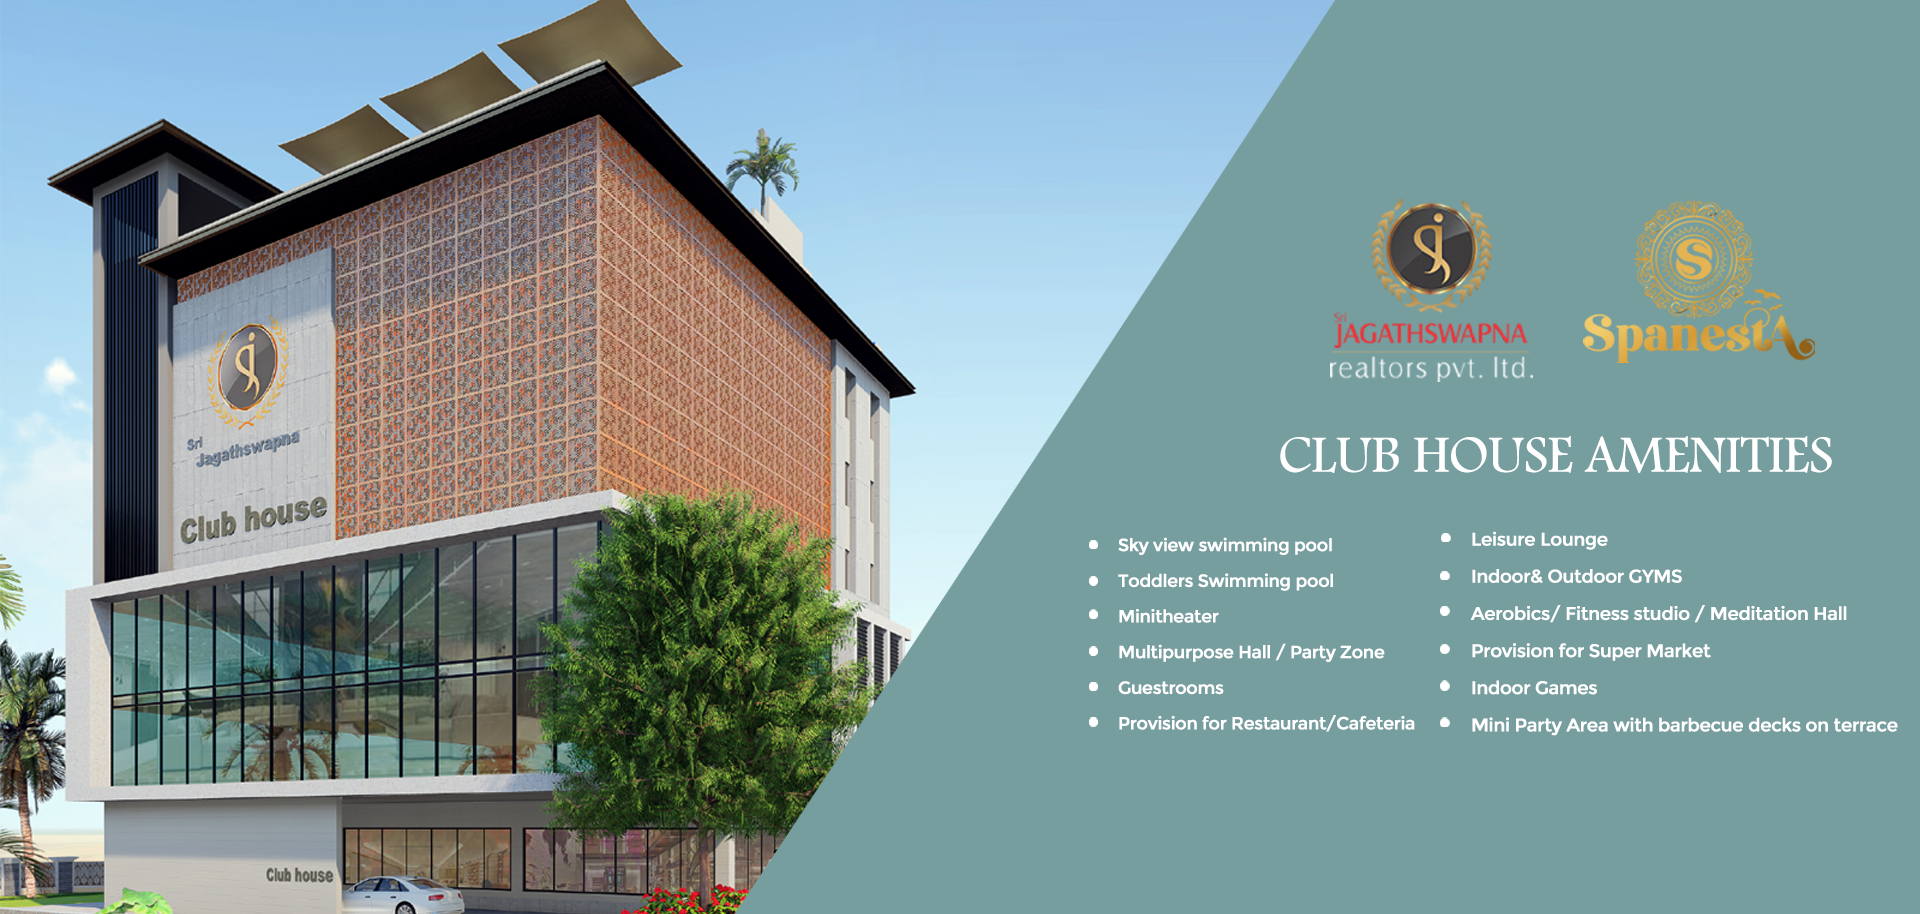 Sri
Jagathswapna
Club house
Club house
Sri
JAGATHSWAPNA
realtors pvt. ltd.
S
SpanestA
CLUB HOUSE AMENITIES
Sky view swimming pool
Toddlers Swimming pool
Minitheater
Multipurpose Hall / Party Zone
Guestrooms
Provision for Restaurant/Cafeteria
Leisure Lounge
Indoor& Outdoor GYMS
Aerobics/ Fitness studio / Meditation Hall
Provision for Super Market
Indoor Games
Mini Party Area with barbecue decks on terrace